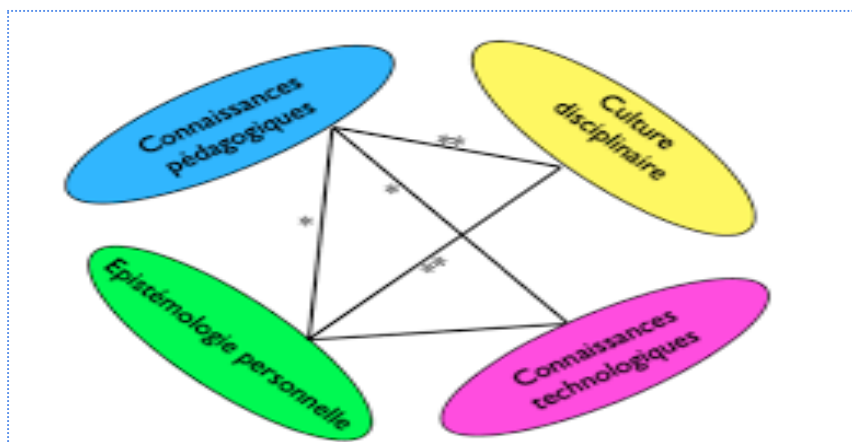 Connaissances
pédagogiques
Culture
disciplinaire
**
*
*
**
Epistémologie personnelle
Connaissances
technologiques